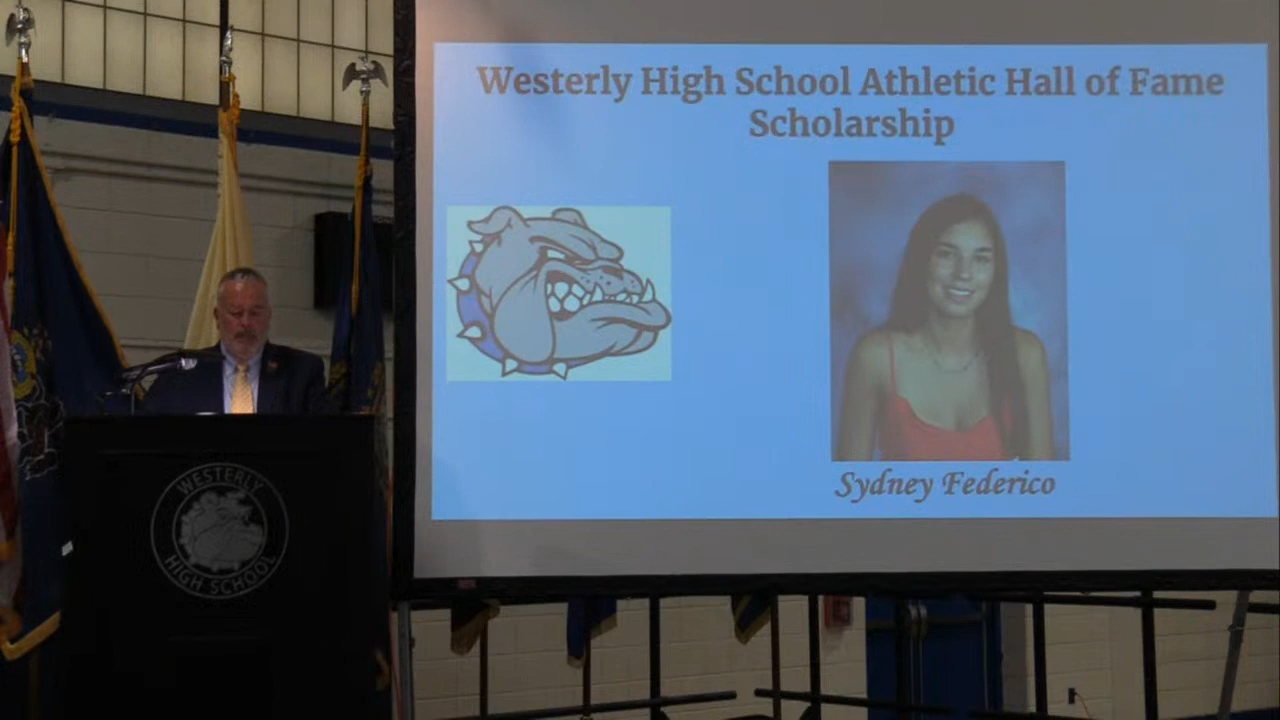 Westerly High School Athletic Hall of Fame
Scholarship
Sydney Federico
WESTERLY
HIGH SCHOOL